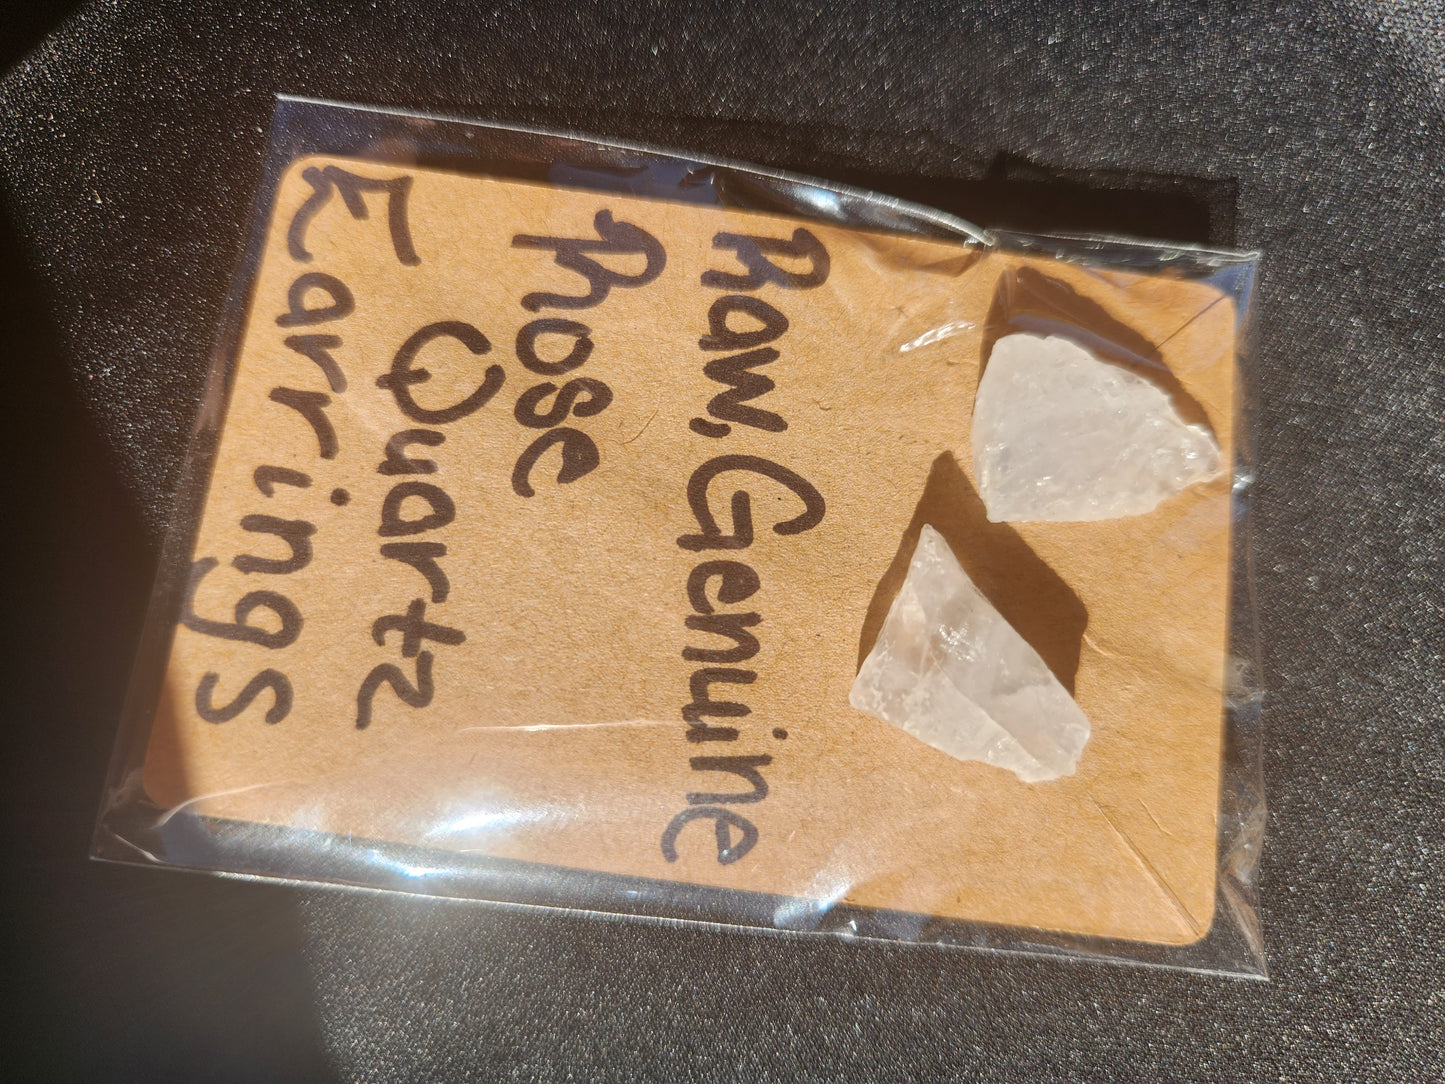 Raw, Genuine
Rose
Quartz
Earrings